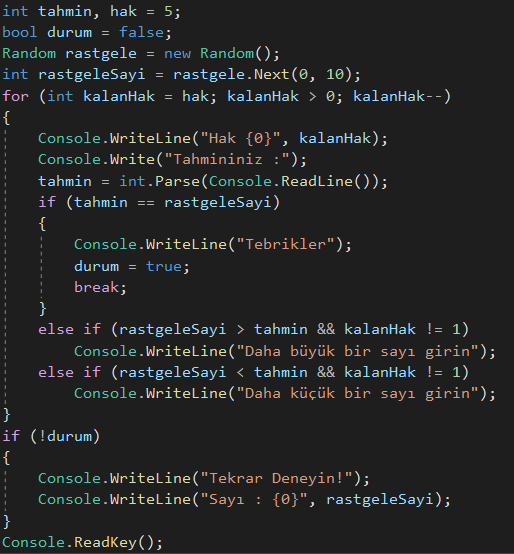 int tahmin, hak = 5;
bool durum = false;
Random rastgele = new Random();
int rastgeleSayi = rastgele.Next(0, 10);
for (int kalanHak = hak; kalanHak > 0; kalanHak--)
{
    Console.WriteLine("Hak {0}", kalanHak);
    Console.Write("Tahmininiz :");
    tahmin = int.Parse(Console.ReadLine());
    if (tahmin == rastgeleSayi)
    {
        Console.WriteLine("Tebrikler");
        durum = true;
        break;
    }
    else if (rastgeleSayi > tahmin && kalanHak != 1)
        Console.WriteLine("Daha büyük bir sayı girin");
    else if (rastgeleSayi < tahmin && kalanHak != 1)
        Console.WriteLine("Daha küçük bir sayı girin");
}
if (!durum)
{
    Console.WriteLine("Tekrar Deneyin!");
    Console.WriteLine("Sayı : {0}", rastgeleSayi);
}
Console.ReadKey();